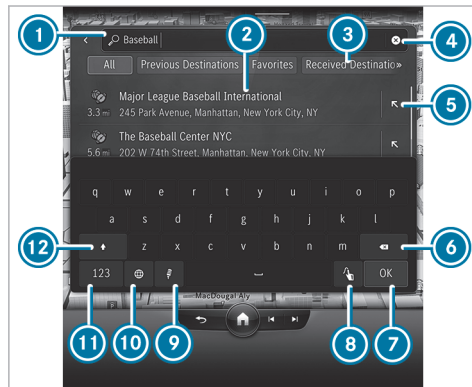 1
Baseball
2
3
4
All Previous Destinations Favorites Received Destinatio»
Major League Baseball International
3.3 m 245 Park Avenue, Manhattan, New York City, NY
5
The Baseball Center NYC
5.6 m 202 W 74th Street, Manhattan, New York City, NY
q w e r t y u i o p
a s d f g h j k l
12
z x c v b n m
6
123
OK
MacDougal Aly
11
10
9
8
7